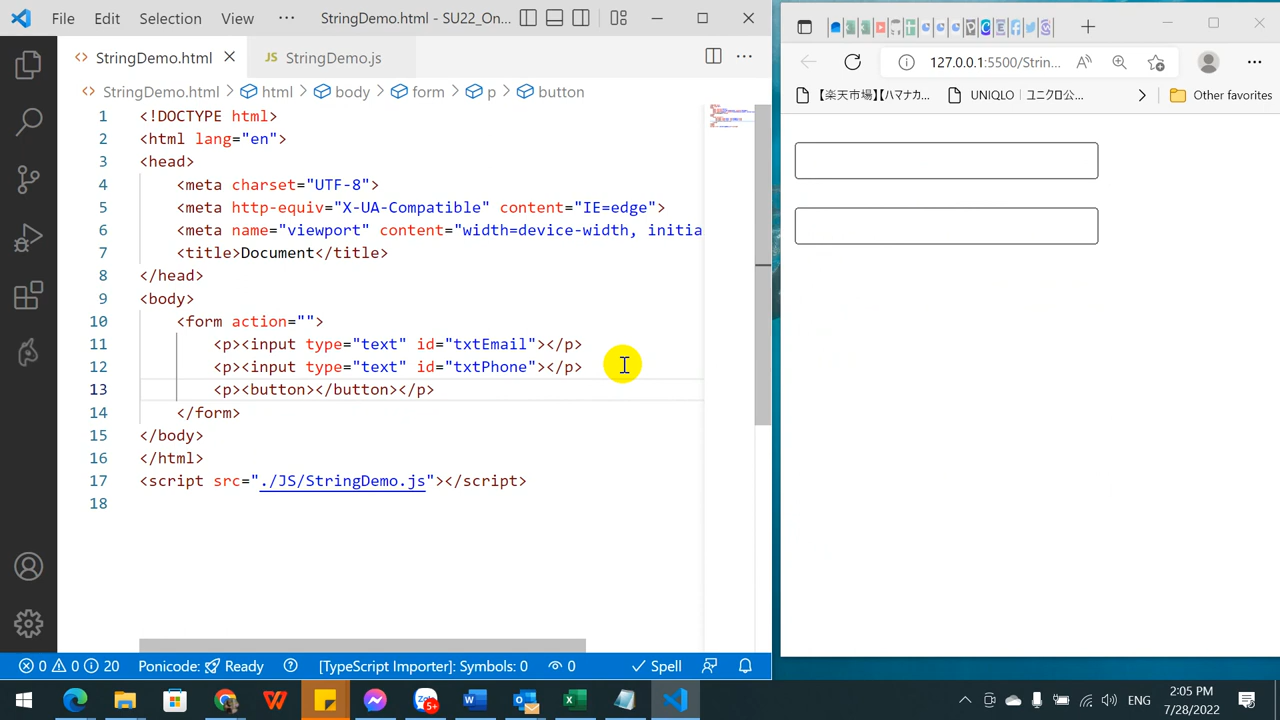 File Edit Selection View ··· StringDemo.html - SU22_On...
StringDemo.html
JS StringDemo.js
StringDemo.html html body form p button
1 <!DOCTYPE html>
2 <html lang="en">
3 <head>
4 <meta charset="UTF-8">
5 <meta http-equiv="X-UA-Compatible" content="IE=edge">
6 <meta name="viewport" content="width=device-width, initia
7 <title>Document</title>
8 </head>
9 <body>
10 <form action="">
11 <p><input type="text" id="txtEmail"></p>
12 <p><input type="text" id="txtPhone"></p>
13 <p><button></button></p>
14 </form>
15 </body>
16 </html>
17 <script src="./JS/StringDemo.js"></script>
18
0 0 20 Ponicode: Ready [TypeScript Importer]: Symbols: 0 0 Spell
127.0.0.1:5500/Strin...
【楽天市場】【ハマナカ... UNIQLO | ユニクロ公... Other favorites
5+
ENG
2:05 PM
7/28/2022